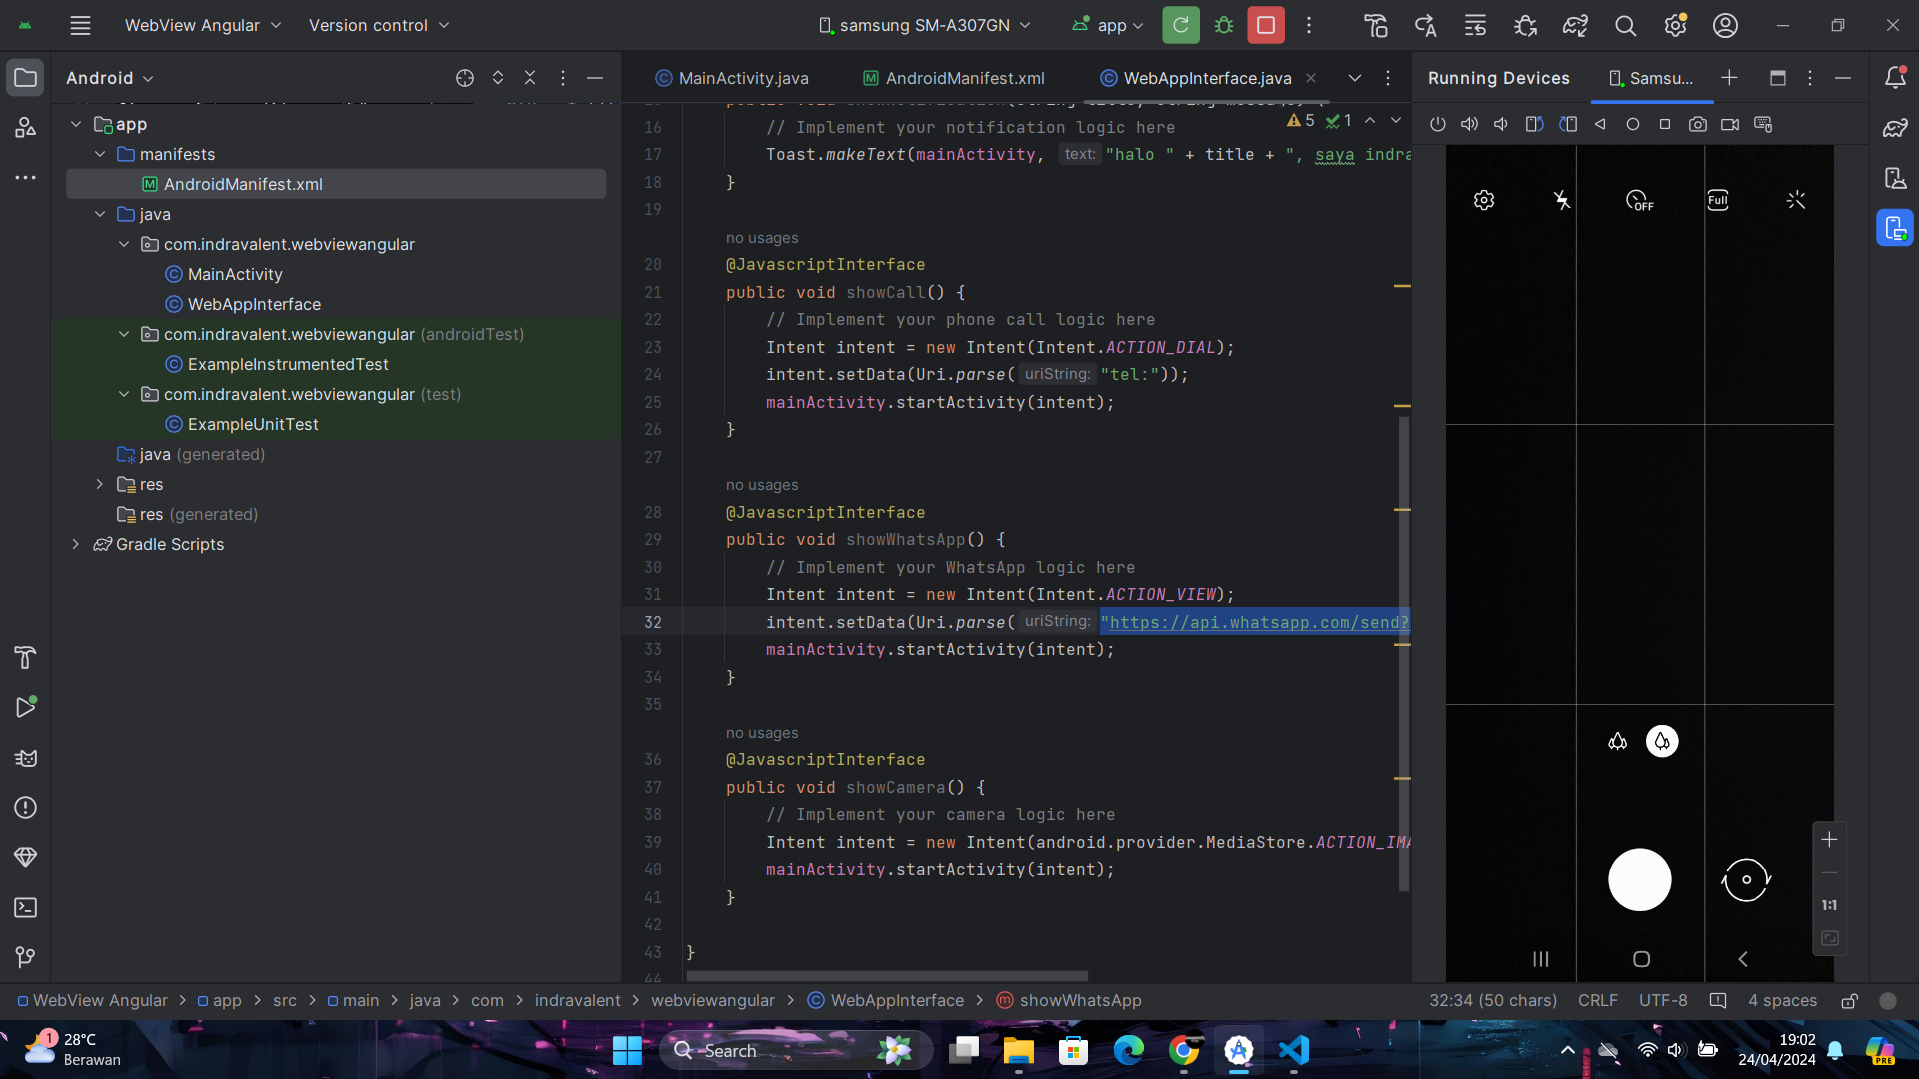 WebView Angular
Version control
samsung SM-A307GN
app
Android
app
manifests
AndroidManifest.xml
java
com.indravalent.webviewangular
MainActivity
WebAppInterface
com.indravalent.webviewangular (androidTest)
ExampleInstrumentedTest
com.indravalent.webviewangular (test)
ExampleUnitTest
java (generated)
res
res (generated)
Gradle Scripts
MainActivity.java
AndroidManifest.xml
WebAppInterface.java
5
1
16 // Implement your notification logic here
17 Toast.makeText(mainActivity, text: "halo " + title + ", saya indra
18 }
19
no usages
20 @JavascriptInterface
21 public void showCall() {
22 // Implement your phone call logic here
23 Intent intent = new Intent(Intent.ACTION_DIAL);
24 intent.setData(Uri.parse( uriString: "tel:"));
25 mainActivity.startActivity(intent);
26 }
27
no usages
28 @JavascriptInterface
29 public void showWhatsApp() {
30 // Implement your WhatsApp logic here
31 Intent intent = new Intent(Intent.ACTION_VIEW);
32 intent.setData(Uri.parse( uriString: "https://api.whatsapp.com/send?
33 mainActivity.startActivity(intent);
34 }
35
no usages
36 @JavascriptInterface
37 public void showCamera() {
38 // Implement your camera logic here
39 Intent intent = new Intent(android.provider.MediaStore.ACTION_IMA
40 mainActivity.startActivity(intent);
41 }
42
43 }
44
Running Devices
Samsu...
OFF
Full
1:1
WebView Angular > app > src > main > java > com > indravalent > webviewangular > WebAppInterface > showWhatsApp
32:34 (50 chars)
CRLF
UTF-8
4 spaces
1
28°C
Berawan
Search
19:02
24/04/2024
PRE